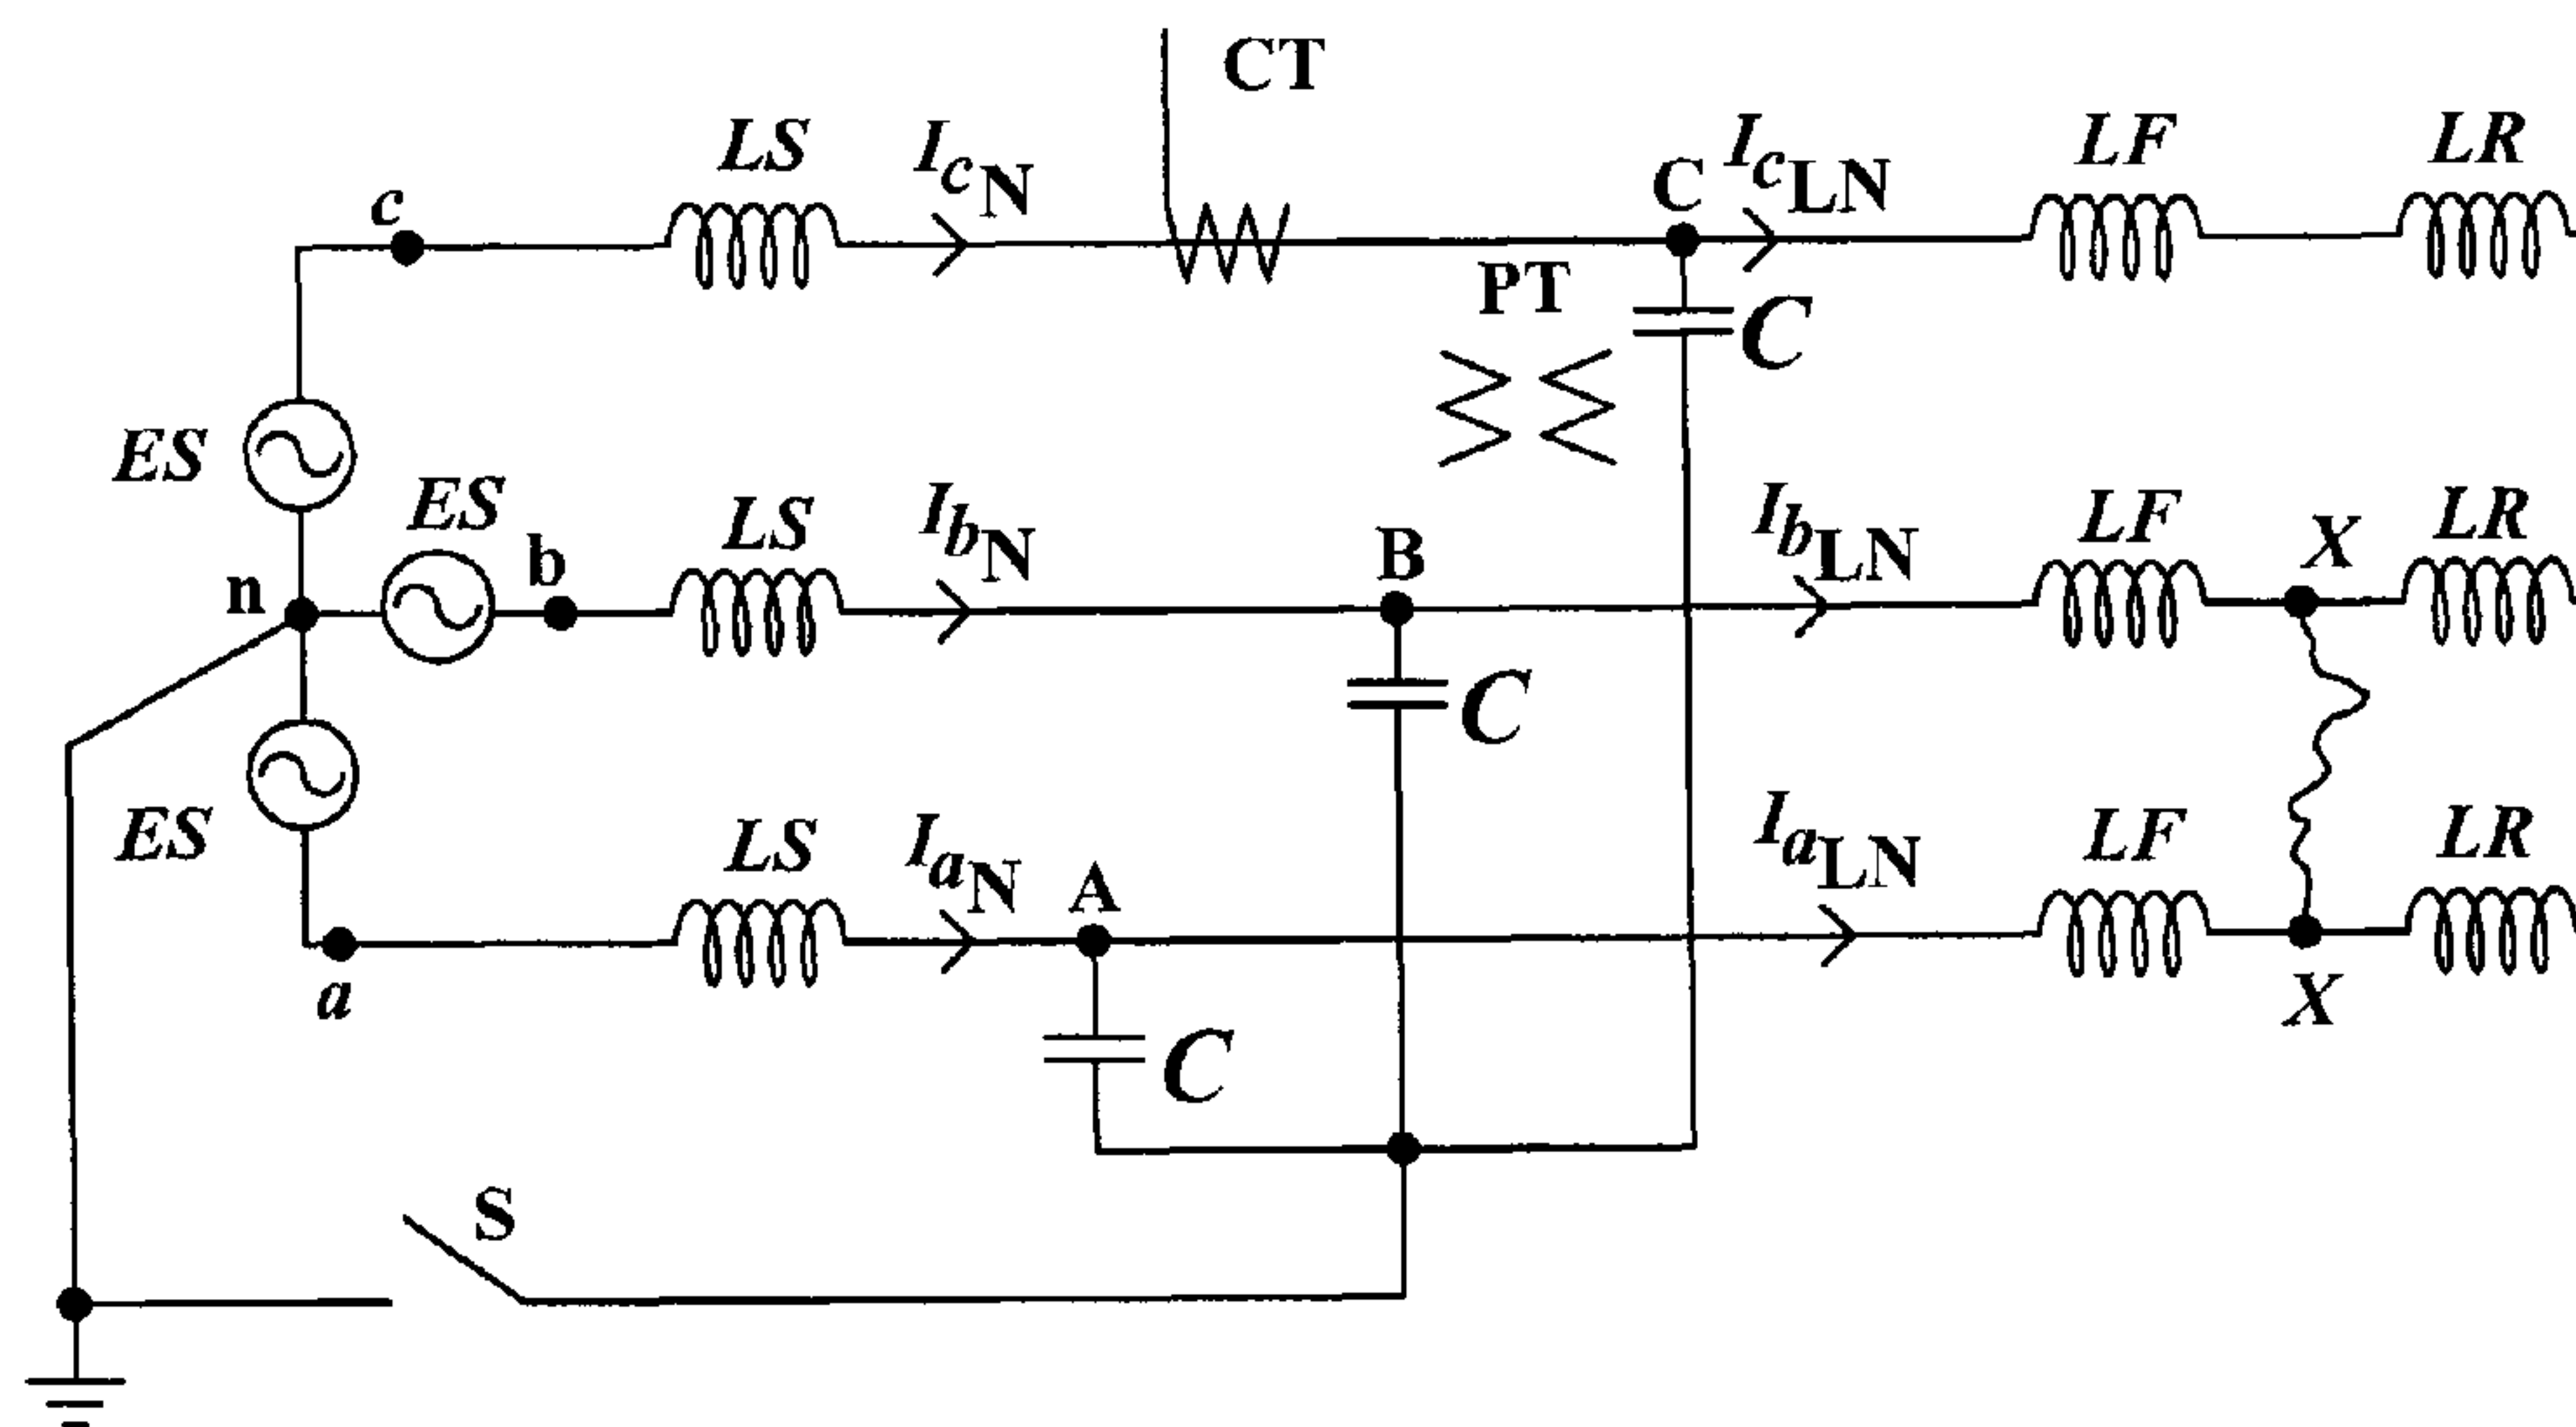 CT
LS I_cN C I_cLN LF LR
c
PT
C
ES
ES LS I_bN B I_bLN LF X LR
n b
C
ES LS I_aN A I_aLN LF LR
a X
C
S